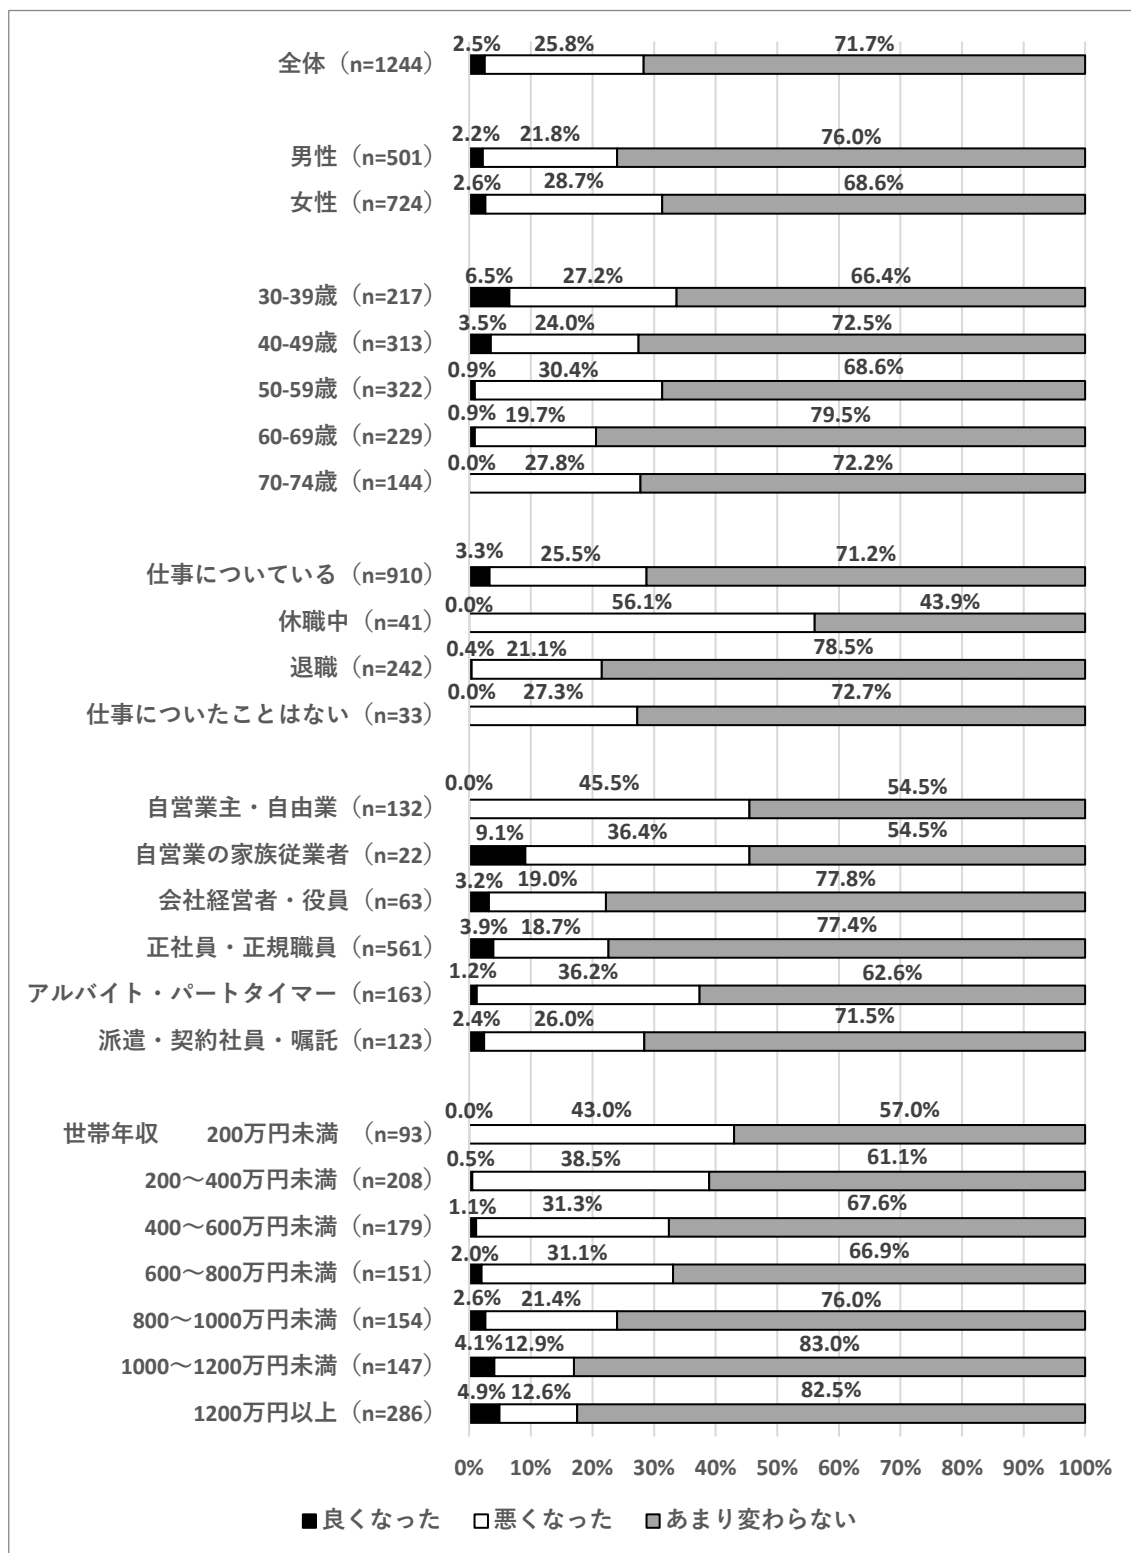 2.5% 25.8% 71.7%
全体（n=1244）
2.2% 21.8% 76.0%
男性（n=501）
2.6% 28.7% 68.6%
女性（n=724）
6.5% 27.2% 66.4%
30-39歳（n=217）
3.5% 24.0% 72.5%
40-49歳（n=313）
0.9% 30.4% 68.6%
50-59歳（n=322）
0.9% 19.7% 79.5%
60-69歳（n=229）
0.0% 27.8% 72.2%
70-74歳（n=144）
3.3% 25.5% 71.2%
仕事についている（n=910）
0.0% 56.1% 43.9%
休職中（n=41）
0.4% 21.1% 78.5%
退職（n=242）
0.0% 27.3% 72.7%
仕事についたことはない（n=33）
0.0% 45.5% 54.5%
自営業主・自由業（n=132）
9.1% 36.4% 54.5%
自営業の家族従業者（n=22）
3.2% 19.0% 77.8%
会社経営者・役員（n=63）
3.9% 18.7% 77.4%
正社員・正規職員（n=561）
1.2% 36.2% 62.6%
アルバイト・パートタイマー（n=163）
2.4% 26.0% 71.5%
派遣・契約社員・嘱託（n=123）
0.0% 43.0% 57.0%
世帯年収　　200万円未満　（n=93）
0.5% 38.5% 61.1%
200～400万円未満（n=208）
1.1% 31.3% 67.6%
400～600万円未満（n=179）
2.0% 31.1% 66.9%
600～800万円未満（n=151）
2.6% 21.4% 76.0%
800～1000万円未満（n=154）
4.1% 12.9% 83.0%
1000～1200万円未満（n=147）
4.9% 12.6% 82.5%
1200万円以上（n=286）
0% 10% 20% 30% 40% 50% 60% 70% 80% 90% 100%
良くなった 悪くなった あまり変わらない